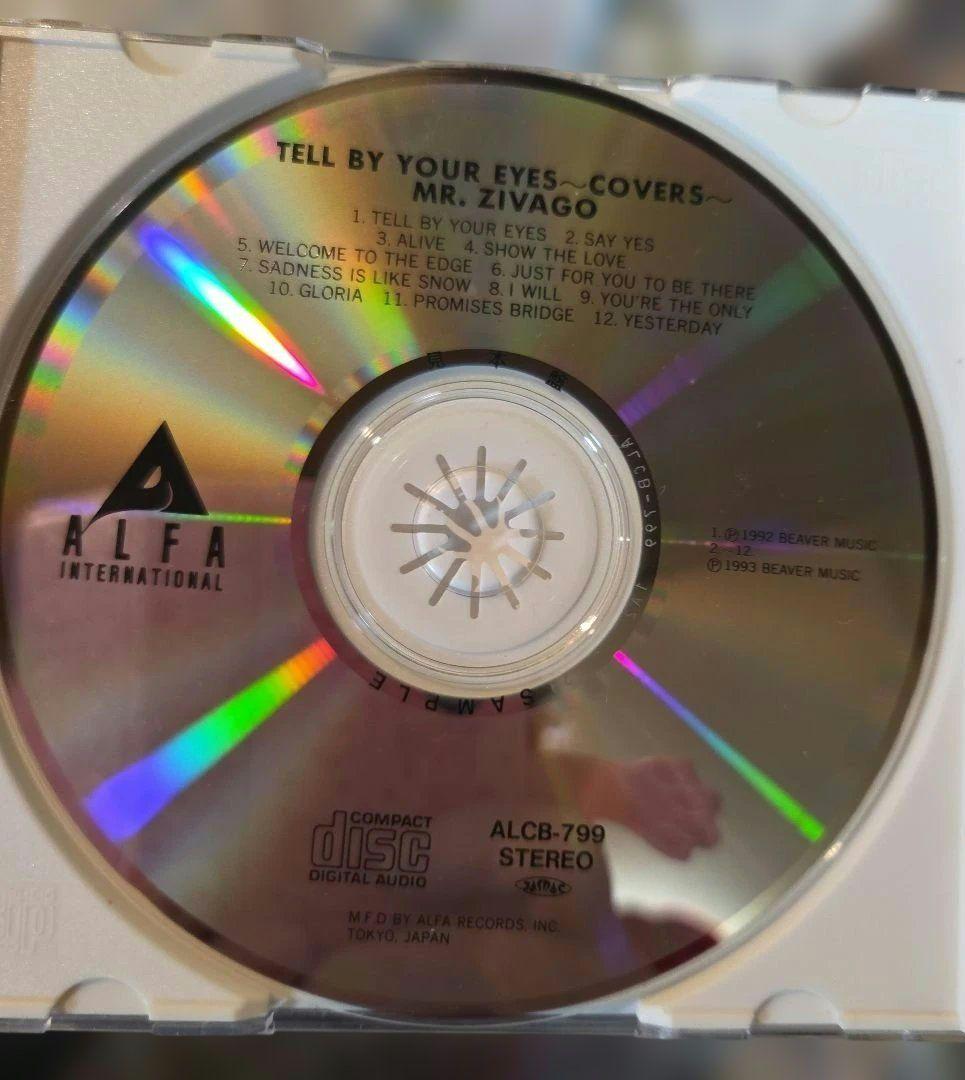 TELL BY YOUR EYES～COVERS～
MR. ZIVAGO
1. TELL BY YOUR EYES 2. SAY YES
3. ALIVE 4. SHOW THE LOVE
5. WELCOME TO THE EDGE 6. JUST FOR YOU TO BE THERE
7. SADNESS IS LIKE SNOW 8. I WILL 9. YOU'RE THE ONLY
10. GLORIA 11. PROMISES BRIDGE 12. YESTERDAY
見本盤
ALCB-799
ALFA
INTERNATIONAL
1. ℗1992 BEAVER MUSIC
2~12.
℗1993 BEAVER MUSIC
SAMPLE
COMPACT
disc
DIGITAL AUDIO
ALCB-799
STEREO
JASRAC
M.F.D BY ALFA RECORDS, INC.
TOKYO, JAPAN